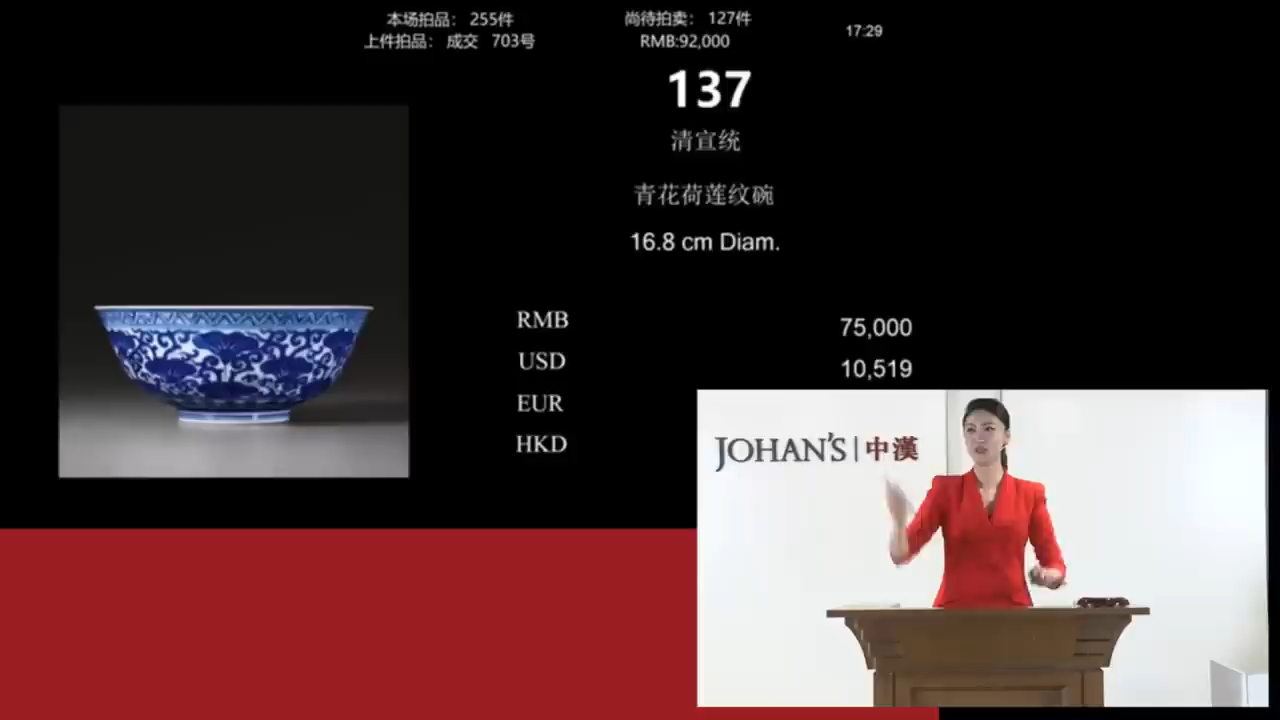 本场拍品： 255件
尚待拍卖： 127件
上件拍品： 成交 703号
RMB:92,000
17:29
137
清宣统
青花荷莲纹碗
16.8 cm Diam.
RMB 75,000
USD 10,519
EUR
HKD
JOHAN'S | 中漢